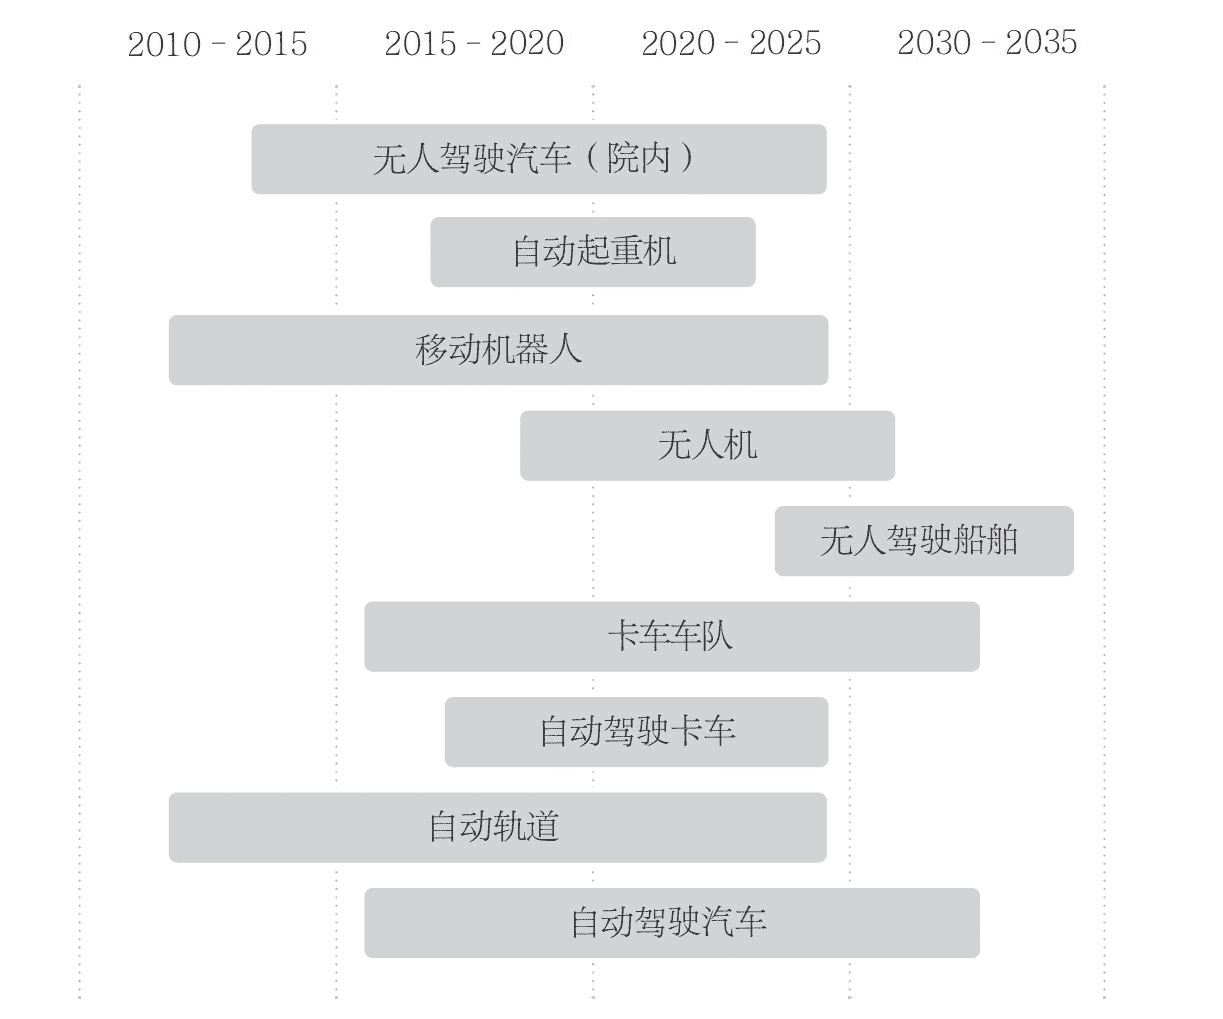 2010 – 2015 2015 – 2020 2020 – 2025 2030 – 2035
无人驾驶汽车（院内）
自动起重机
移动机器人
无人机
无人驾驶船舶
卡车车队
自动驾驶卡车
自动轨道
自动驾驶汽车